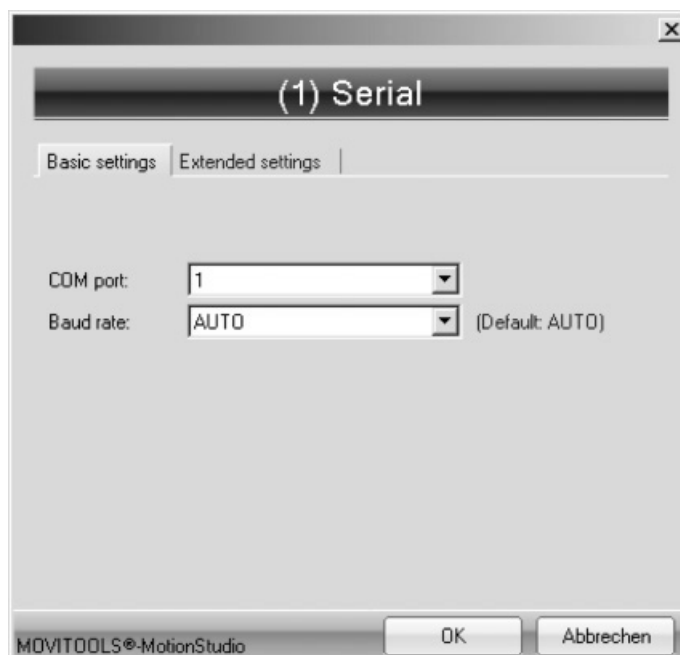 (1) Serial
Basic settings Extended settings
COM port: 1
Baud rate: AUTO (Default: AUTO)
MOVITOOLS®-MotionStudio OK Abbrechen